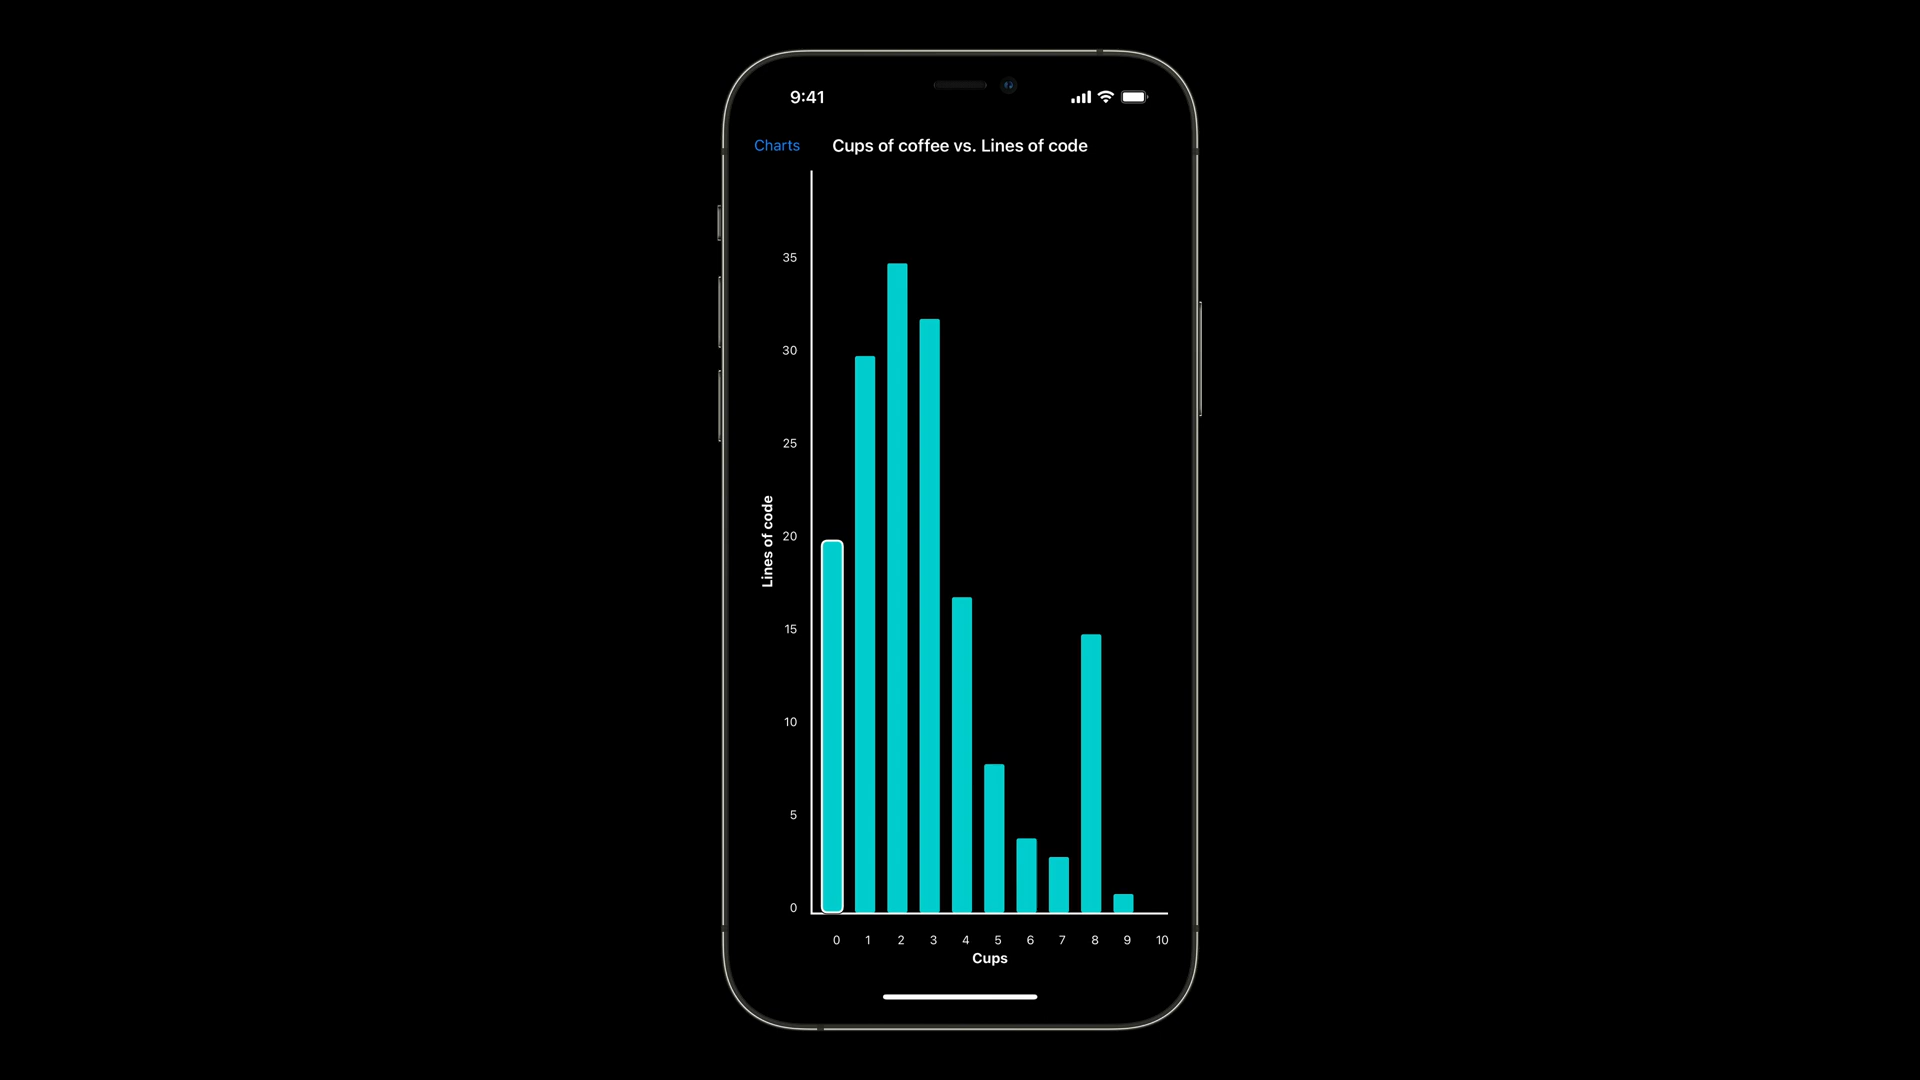 9:41
Charts
Cups of coffee vs. Lines of code
35
30
25
20
15
10
5
0
Lines of code
0 1 2 3 4 5 6 7 8 9 10
Cups